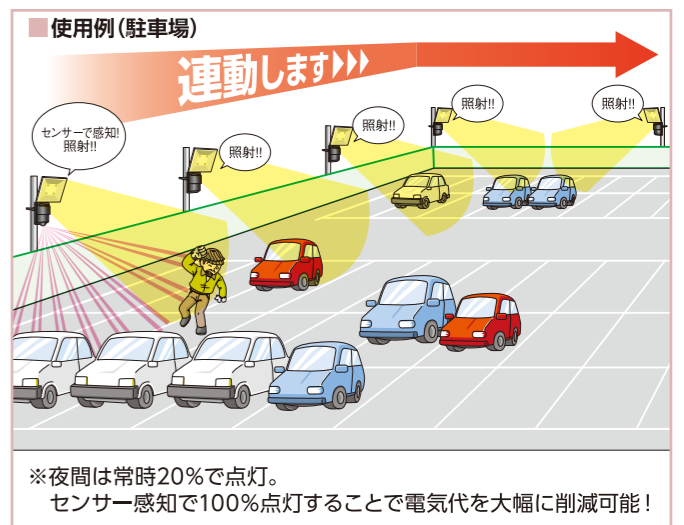 ■使用例(駐車場)
連動します
センサーで感知!
照射!!
照射!!
照射!!
照射!!
照射!!
※夜間は常時20%で点灯。
センサー感知で100%点灯することで電気代を大幅に削減可能!